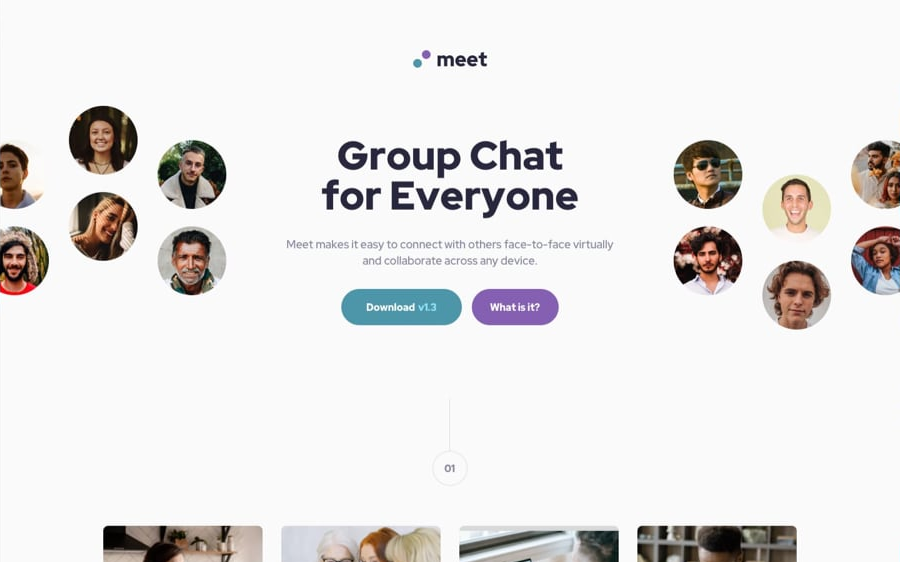 meet
Group Chat
for Everyone
Meet makes it easy to connect with others face-to-face virtually
and collaborate across any device.
Download v1.3
What is it?
01